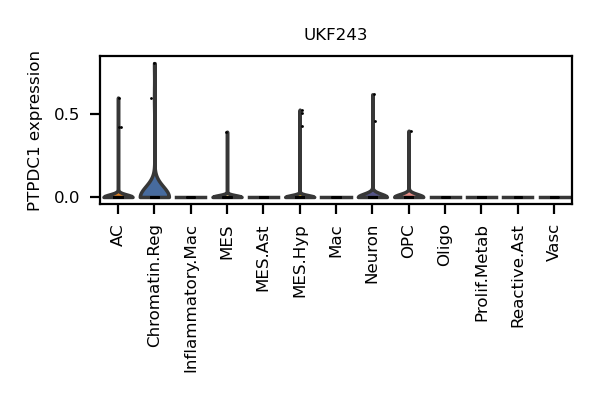 UKF243
PTPDC1 expression
0.5
0.0
AC
Chromatin.Reg
Inflammatory.Mac
MES
MES.Ast
MES.Hyp
Mac
Neuron
OPC
Oligo
Prolif.Metab
Reactive.Ast
Vasc